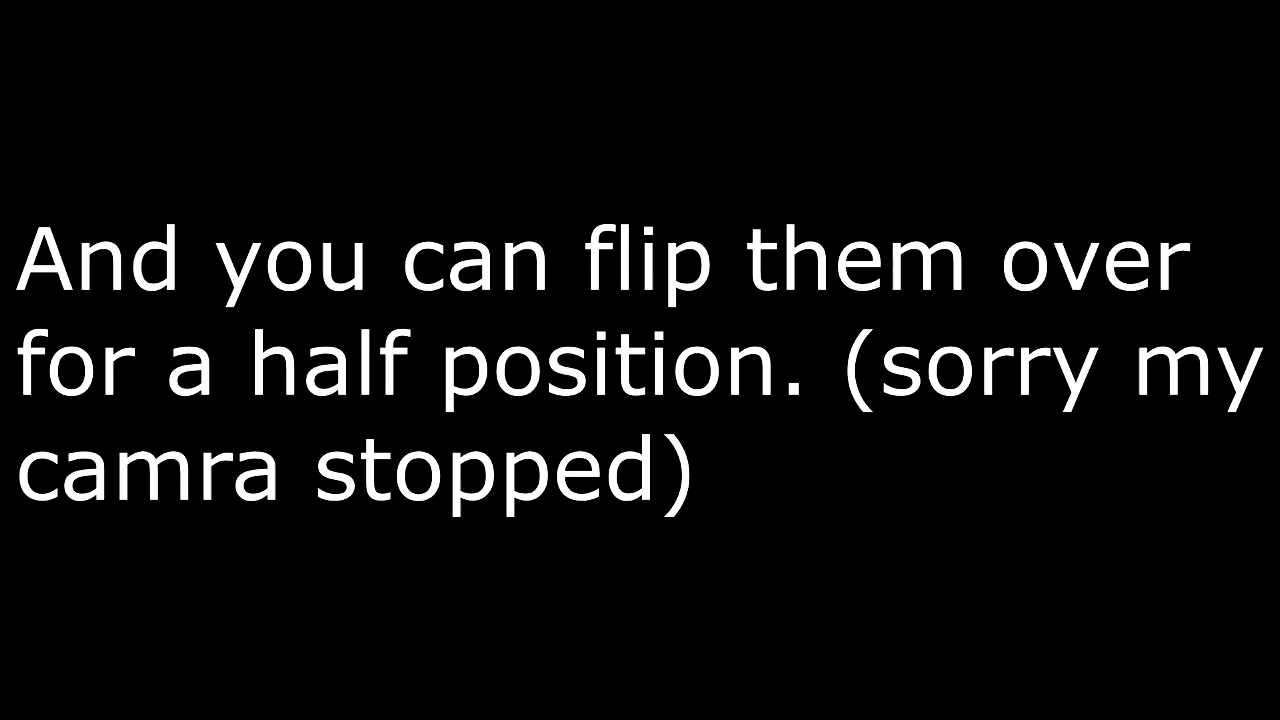 And you can flip them over
for a half position. (sorry my
camra stopped)